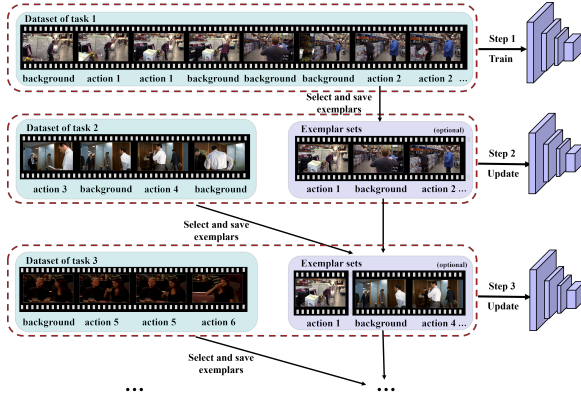 Dataset of task 1
background action 1 action 1 background background background action 2 action 2 ...
Step 1
Train
Select and save
exemplars
Dataset of task 2
action 3 background action 4 background
Exemplar sets (optional)
action 1 background action 2 ...
Step 2
Update
Select and save
exemplars
Dataset of task 3
background action 5 action 5 action 6
Exemplar sets (optional)
action 1 background action 4 ...
Step 3
Update
Select and save
exemplars
... ...